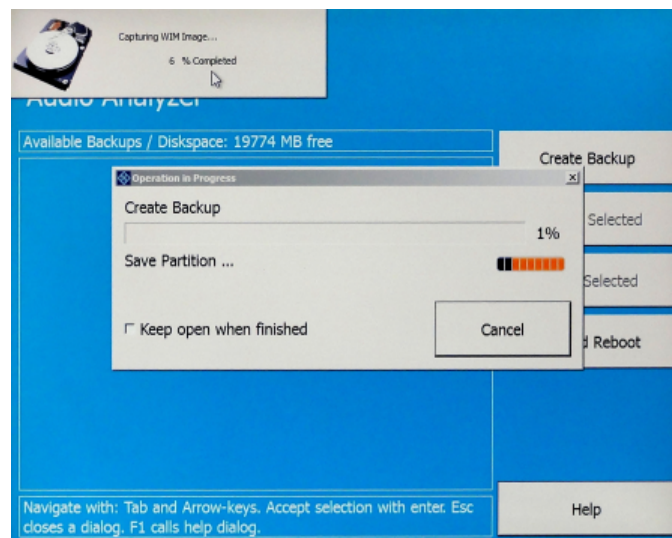 Capturing WIM Image...
6 % Completed
Audio Analyzer
Available Backups / Diskspace: 19774 MB free
Create Backup
Operation in Progress
Create Backup
1%
Save Partition ...
Keep open when finished
Cancel
Selected
Selected
Reboot
Navigate with: Tab and Arrow-keys. Accept selection with enter. Esc
closes a dialog. F1 calls help dialog.
Help